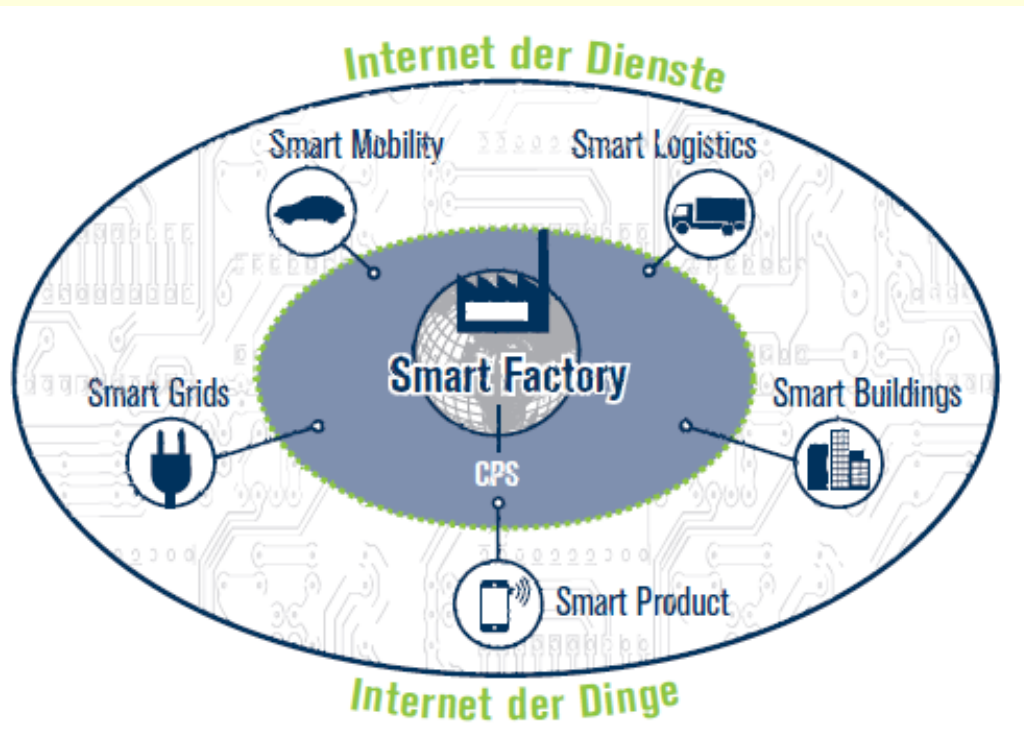 Internet der Dienste
Smart Mobility
Smart Logistics
Smart Factory
Smart Grids
Smart Buildings
CPS
Smart Product
Internet der Dinge